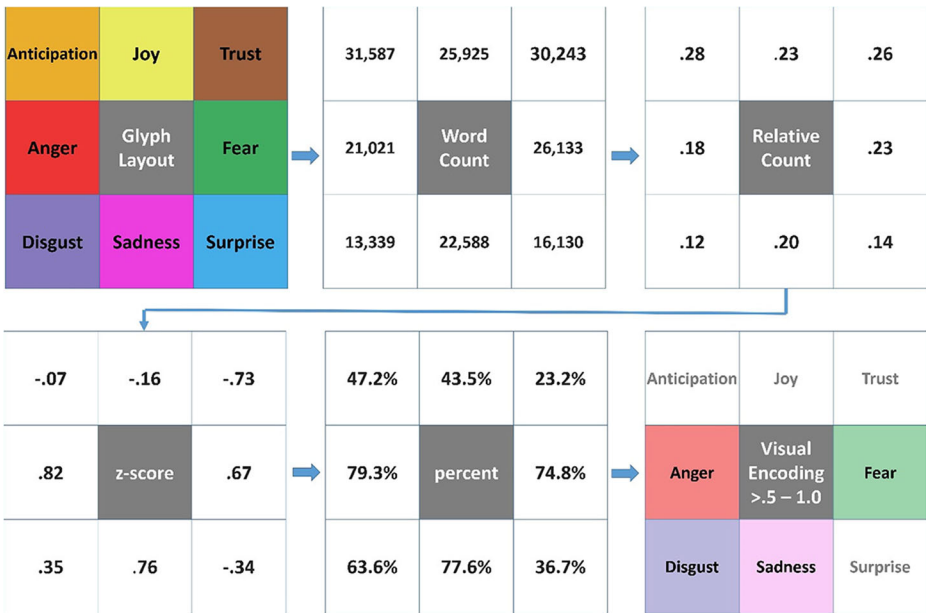 Anticipation Joy Trust
Anger Glyph Layout Fear
Disgust Sadness Surprise
31,587 25,925 30,243
21,021 Word Count 26,133
13,339 22,588 16,130
.28 .23 .26
.18 Relative Count .23
.12 .20 .14
-.07 -.16 -.73
.82 z-score .67
.35 .76 -.34
47.2% 43.5% 23.2%
79.3% percent 74.8%
63.6% 77.6% 36.7%
Anticipation Joy Trust
Anger Visual Encoding >.5 – 1.0 Fear
Disgust Sadness Surprise